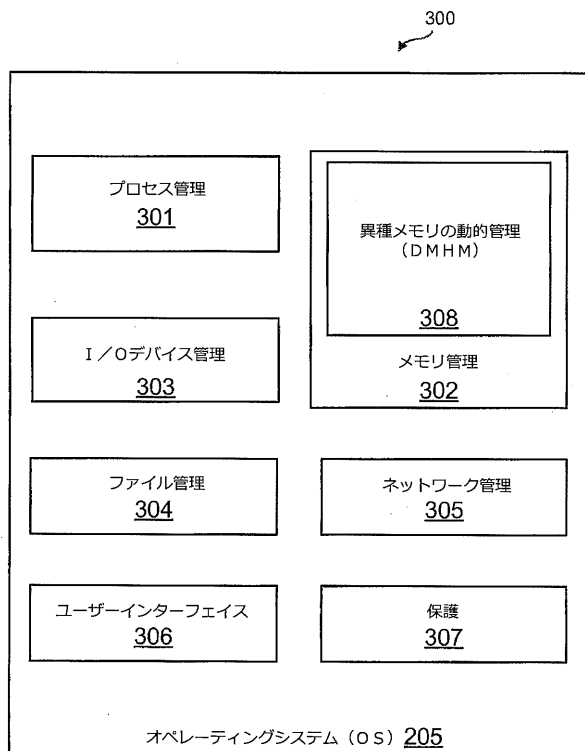 300
プロセス管理
301
異種メモリの動的管理
(DMHM)
308
メモリ管理
302
I/Oデバイス管理
303
ファイル管理
304
ネットワーク管理
305
ユーザーインターフェイス
306
保護
307
オペレーティングシステム(OS) 205